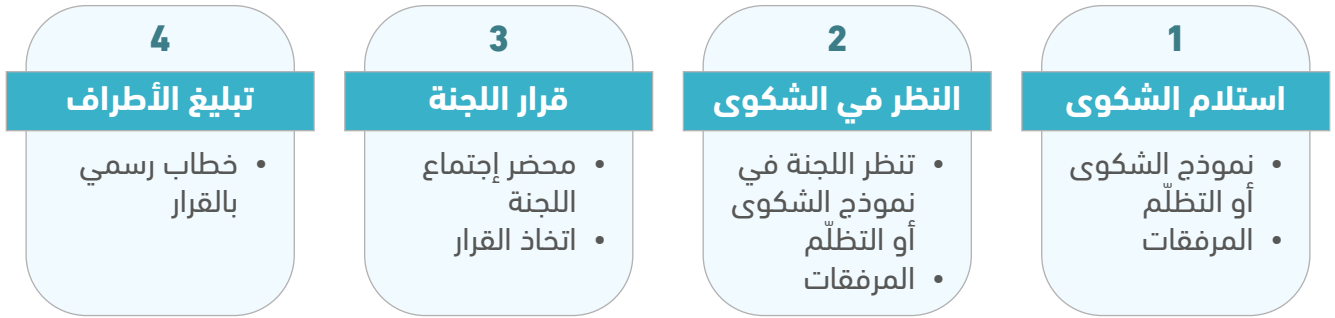 1
استلام الشكوى
• نموذج الشكوى
أو التظلّم
• المرفقات
2
النظر في الشكوى
• تنظر اللجنة في
نموذج الشكوى
أو التظلّم
• المرفقات
3
قرار اللجنة
• محضر إجتماع
اللجنة
• اتخاذ القرار
4
تبليغ الأطراف
• خطاب رسمي
بالقرار